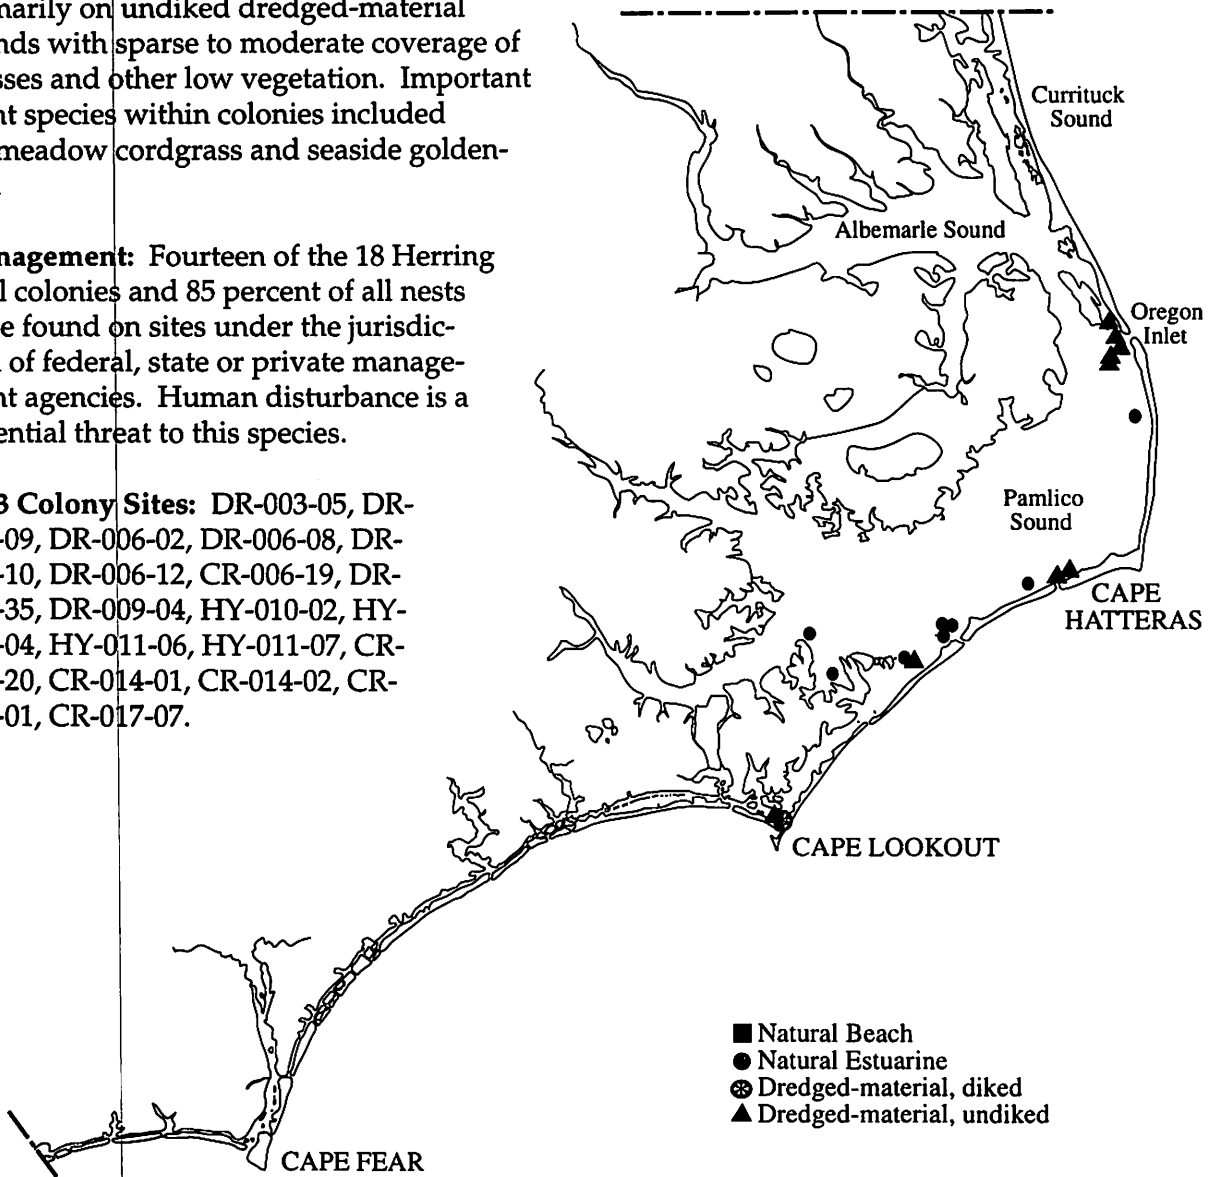 marily on undiked dredged-material
nds with sparse to moderate coverage of
sses and other low vegetation. Important
nt species within colonies included
meadow cordgrass and seaside golden-
nagement: Fourteen of the 18 Herring
l colonies and 85 percent of all nests
e found on sites under the jurisdic-
of federal, state or private manage-
nt agencies. Human disturbance is a
ential threat to this species.
3 Colony Sites: DR-003-05, DR-
-09, DR-006-02, DR-006-08, DR-
-10, DR-006-12, CR-006-19, DR-
-35, DR-009-04, HY-010-02, HY-
-04, HY-011-06, HY-011-07, CR-
-20, CR-014-01, CR-014-02, CR-
-01, CR-017-07.
Currituck
Sound
Albemarle Sound
Oregon
Inlet
Pamlico
Sound
CAPE
HATTERAS
CAPE LOOKOUT
CAPE FEAR
Natural Beach
Natural Estuarine
Dredged-material, diked
Dredged-material, undiked